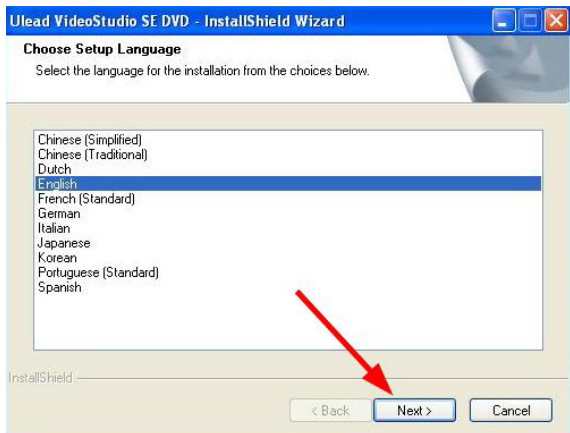 Ulead VideoStudio SE DVD - InstallShield Wizard
Choose Setup Language
Select the language for the installation from the choices below.
Chinese (Simplified)
Chinese (Traditional)
Dutch
English
French (Standard)
German
Italian
Japanese
Korean
Portuguese (Standard)
Spanish
InstallShield
< Back Next > Cancel